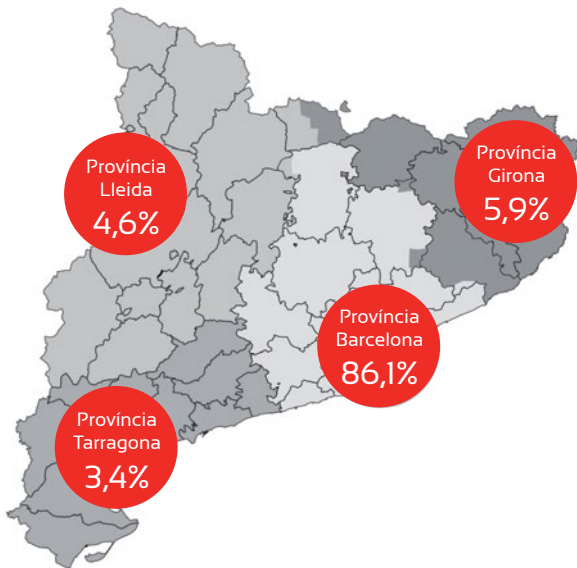 Província
Lleida
4,6%
Província
Girona
5,9%
Província
Barcelona
86,1%
Província
Tarragona
3,4%